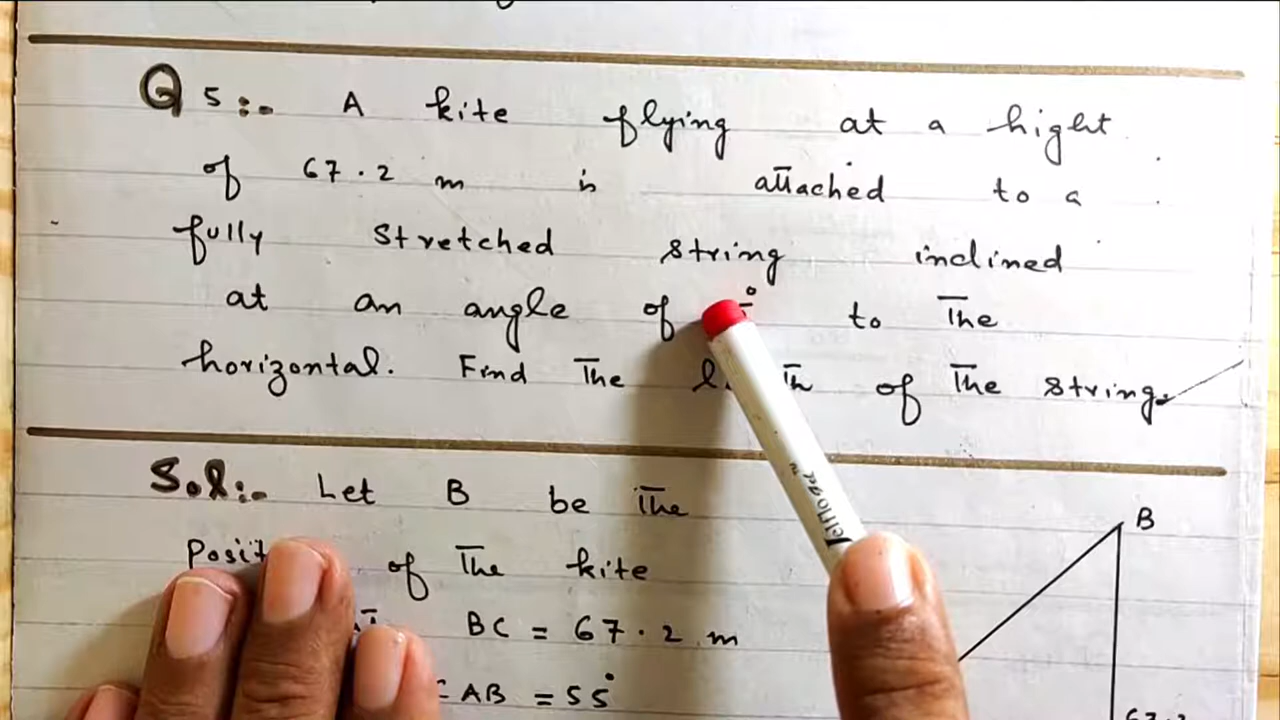 Q5:- A kite flying at a hight
of 67.2 m is attached to a
fully stretched string inclined
at an angle of to the
horizontal. Find the of the string.
Sol:- Let B be the
of the kite
BC = 67.2 m
AB = 55°
B